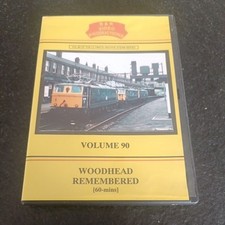 B & R
VOLUME 90
WOODHEAD
REMEMBERED
[60-mins]